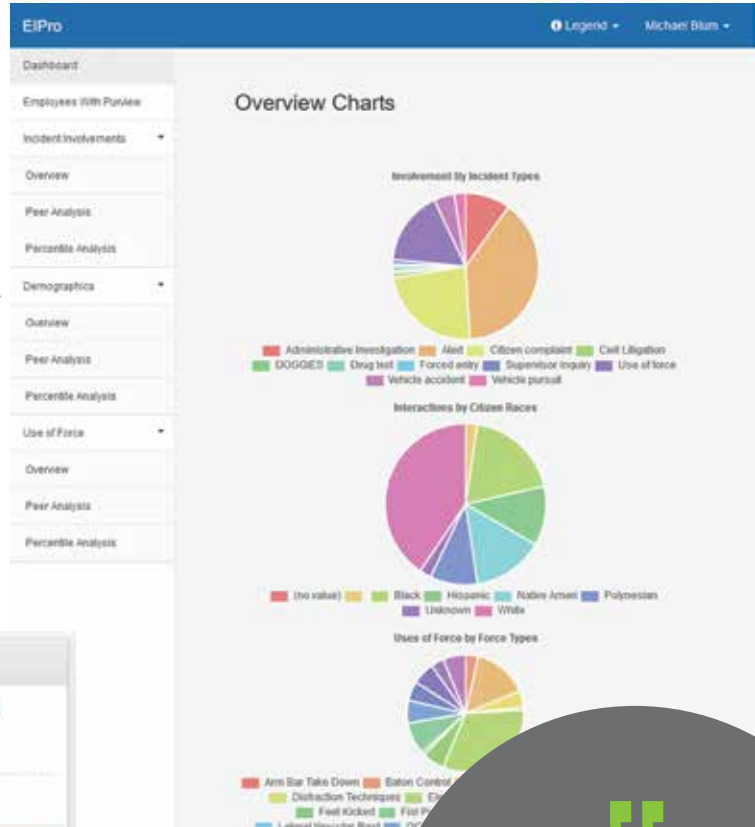 EIPro
Legend
Michael Blum
Dashboard
Employees With Purview
Incident Involvements
Overview
Peer Analysis
Percentile Analysis
Demographics
Overview
Peer Analysis
Percentile Analysis
Use of Force
Overview
Peer Analysis
Percentile Analysis
Overview Charts
Involvement By Incident Types
Administrative Investigation Alert Citizen complaint Civil Litigation
DOGGIES Drug test Forced entry Supervisor inquiry Use of force
Vehicle accident Vehicle pursuit
Interactions by Citizen Races
(no value) Black Hispanic Native Ameri Polynesian
Unknown White
Uses of Force by Force Types
Arm Bar Take Down Baton Control
Distraction Techniques
Feet Kicked Fist
Lateral Vascular